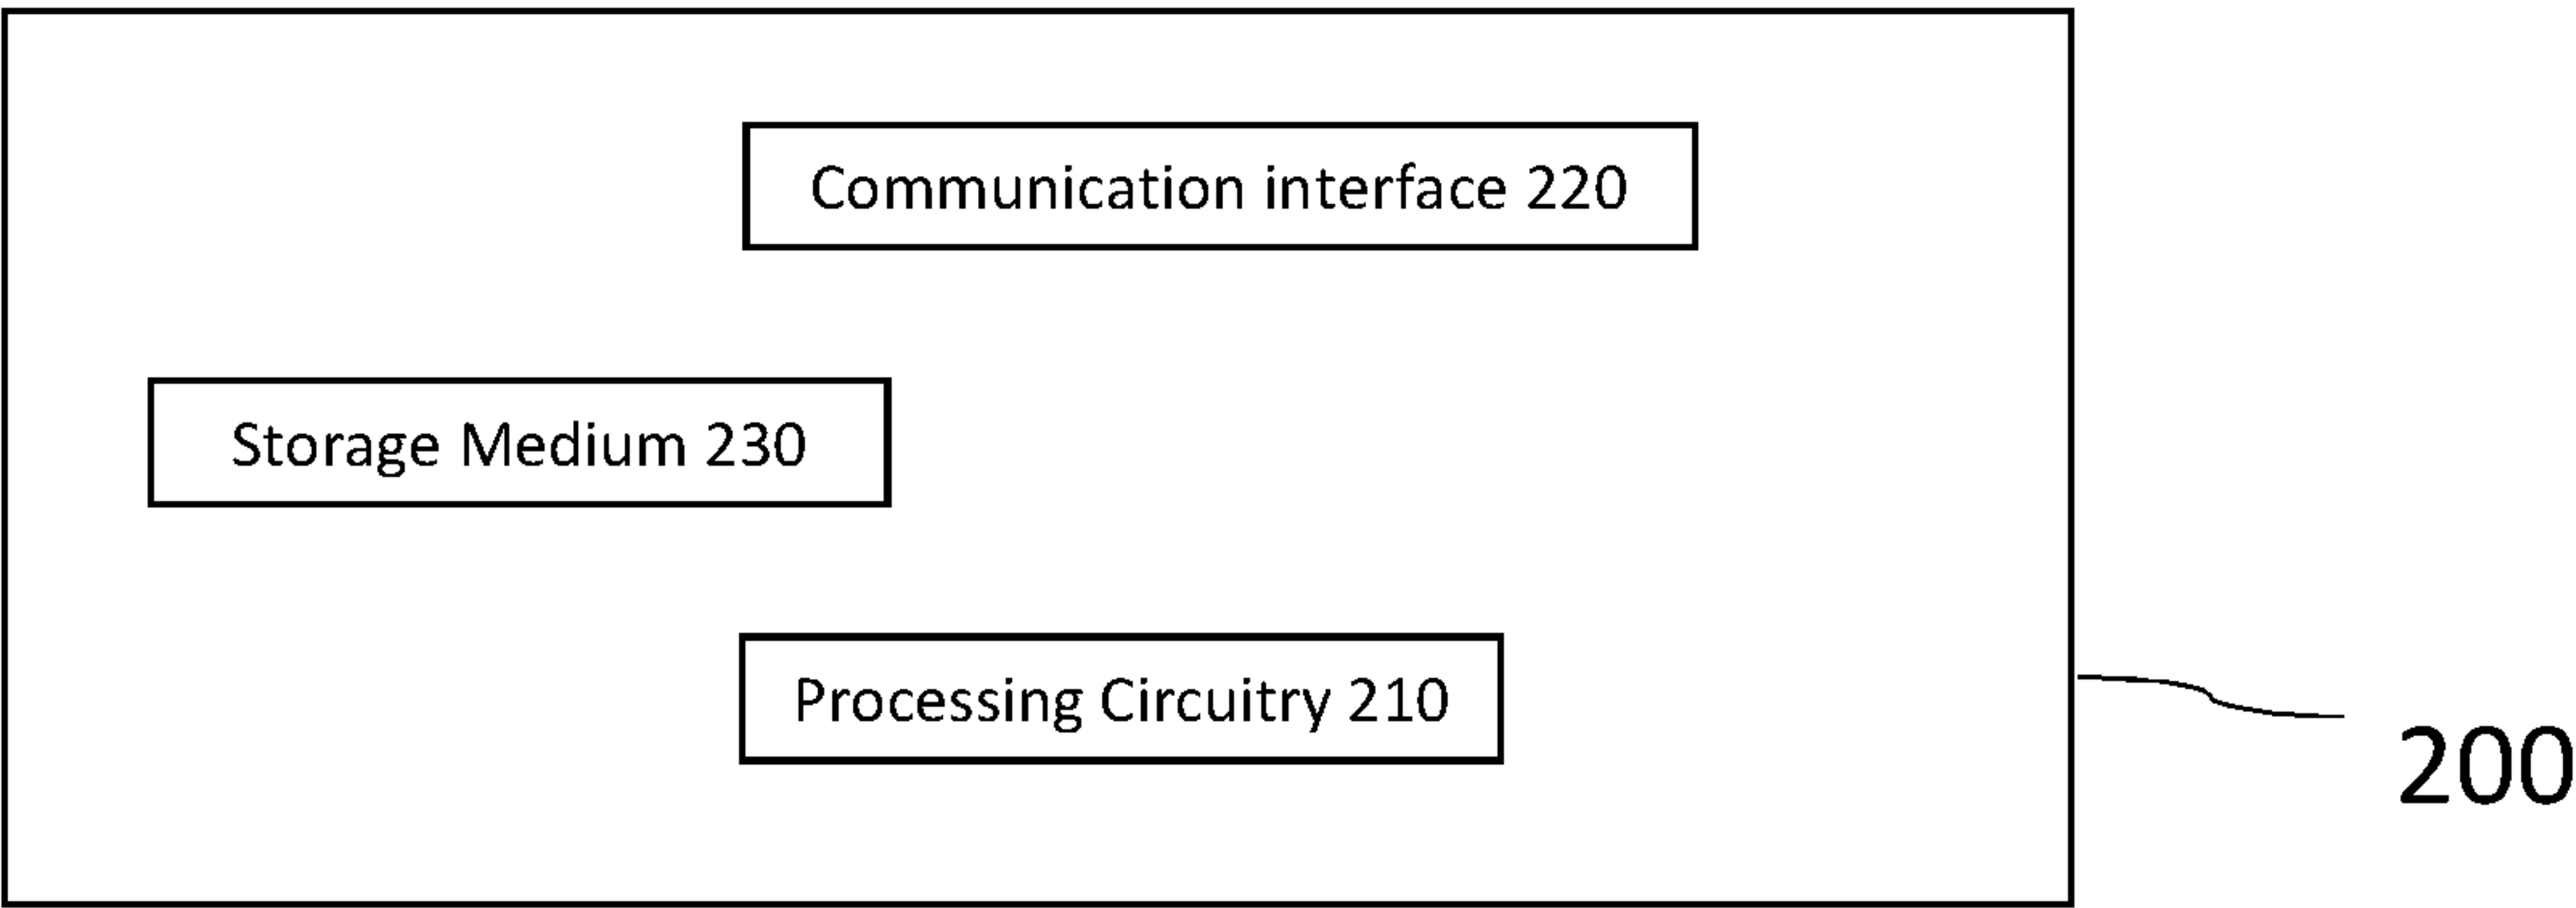 Communication interface 220
Storage Medium 230
Processing Circuitry 210
200